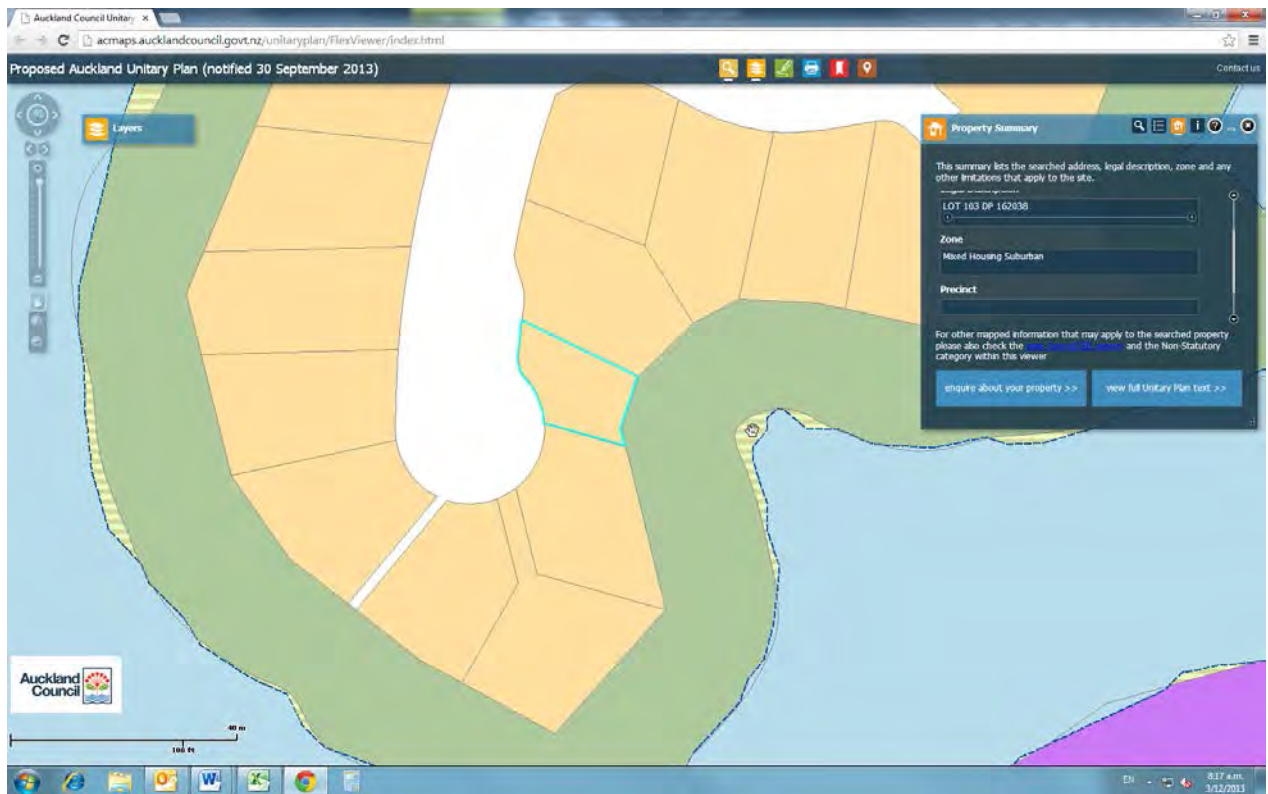 Auckland Council Unitary
acmaps.aucklandcouncil.govt.nz/unitaryplan/FlexViewer/index.html
Proposed Auckland Unitary Plan (notified 30 September 2013)
Contact us
Layers
Property Summary
This summary lists the searched address, legal description, zone and any
other limitations that apply to the site.
LOT 103 DP 162038
Zone
Mixed Housing Suburban
Precinct
For other mapped information that may apply to the searched property
please also check the
and the Non-Statutory
category within this viewer
enquire about your property >>
view full Unitary Plan text >>
Auckland
Council
40 m
100 ft
EN
8:17 a.m.
3/12/2013